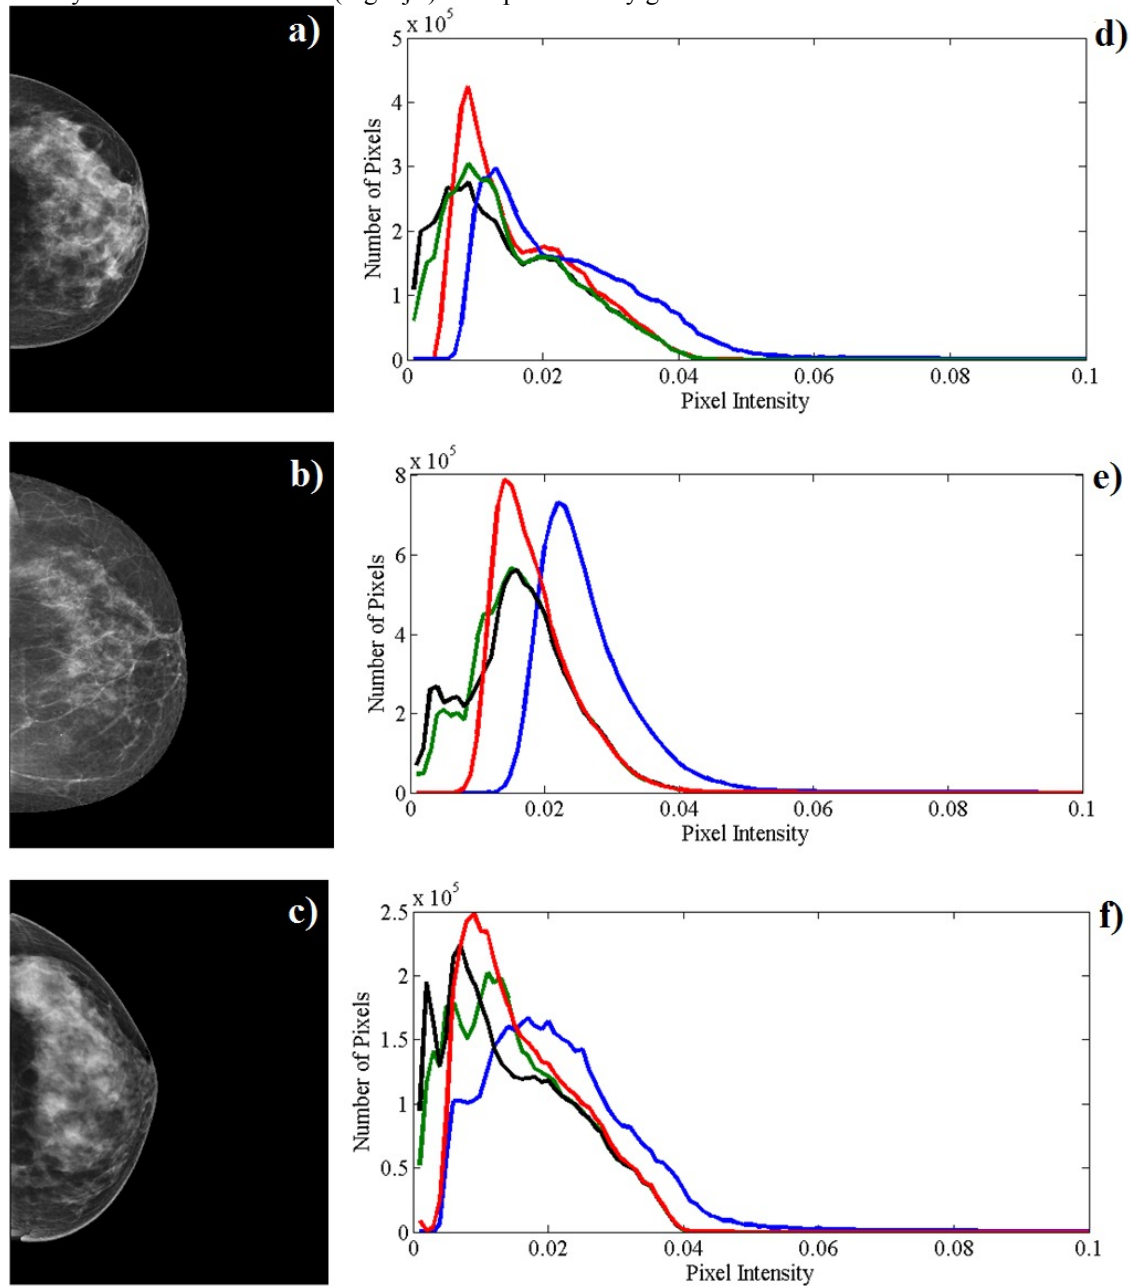 a)
d)
x 10^5
5
4
3
2
1
0
Number of Pixels
0 0.02 0.04 0.06 0.08 0.1
Pixel Intensity
b)
e)
x 10^5
8
6
4
2
0
Number of Pixels
0 0.02 0.04 0.06 0.08 0.1
Pixel Intensity
c)
f)
x 10^5
2.5
2
1.5
1
0.5
0
Number of Pixels
0 0.02 0.04 0.06 0.08 0.1
Pixel Intensity